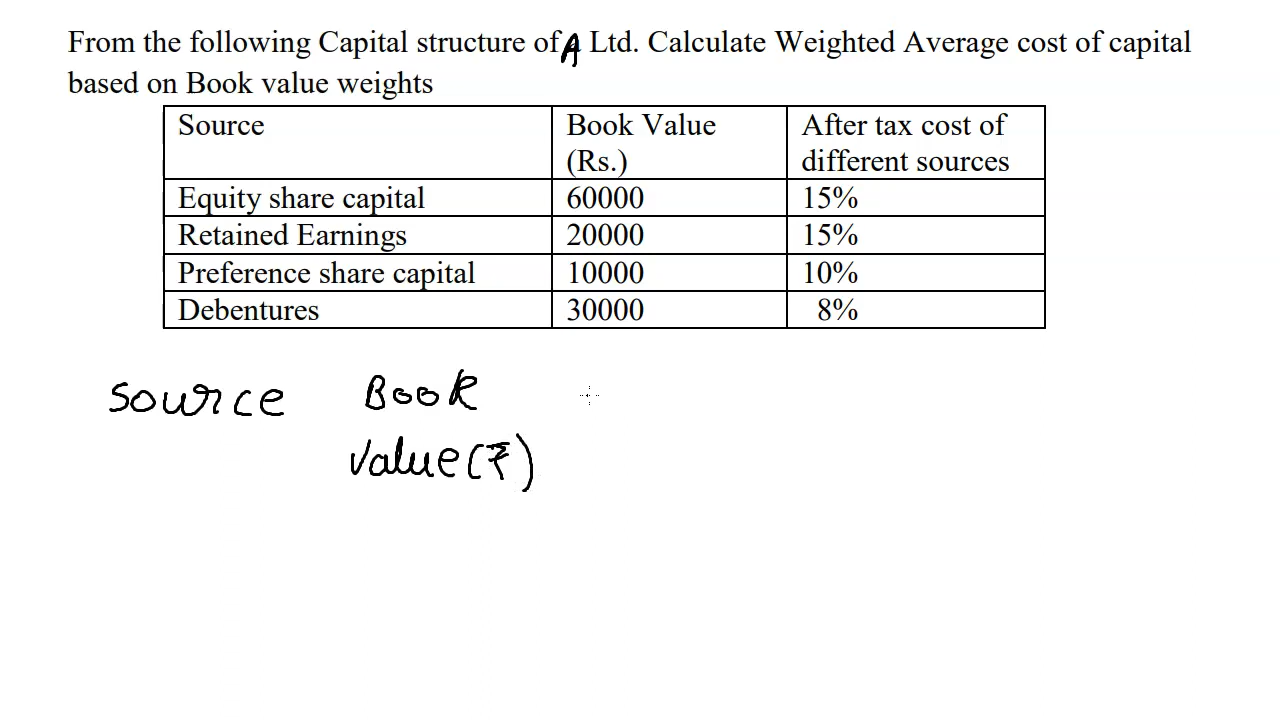 From the following Capital structure of A Ltd. Calculate Weighted Average cost of capital
based on Book value weights
Source Book Value After tax cost of
(Rs.) different sources
Equity share capital 60000 15%
Retained Earnings 20000 15%
Preference share capital 10000 10%
Debentures 30000 8%
Source Book
Value(₹)